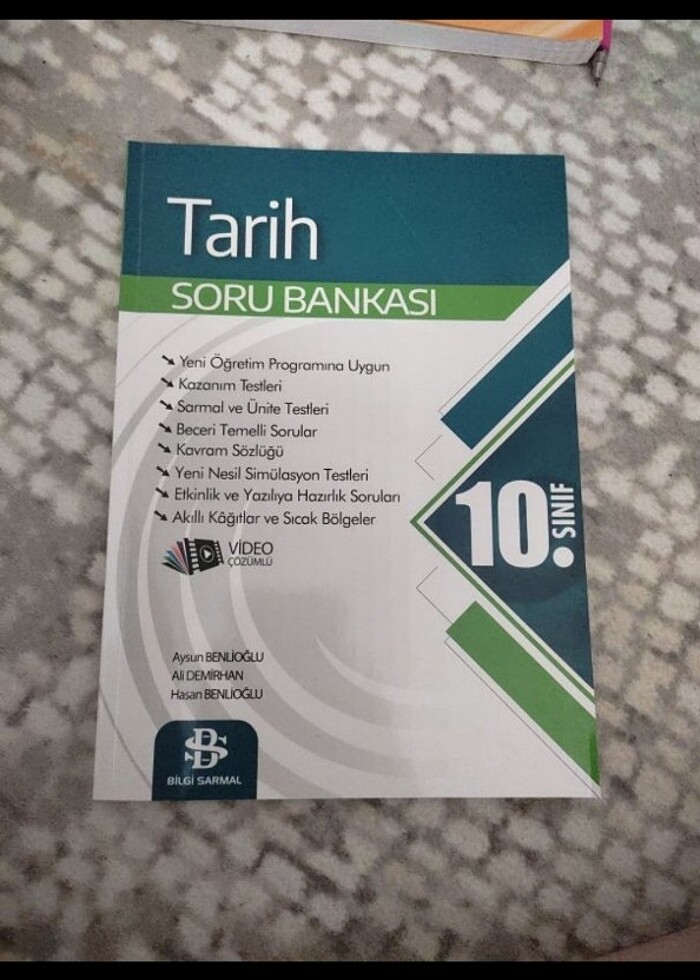 Tarih
SORU BANKASI
Yeni Öğretim Programına Uygun
Kazanım Testleri
Sarmal ve Ünite Testleri
Beceri Temelli Sorular
Kavram Sözlüğü
Yeni Nesil Simülasyon Testleri
Etkinlik ve Yazılıya Hazırlık Soruları
Akıllı Kâğıtlar ve Sıcak Bölgeler
10. SINIF
VİDEO
ÇÖZÜMLÜ
Aysun BENLİOĞLU
Ali DEMİRHAN
Hasan BENLİOĞLU
BİLGİ SARMAL